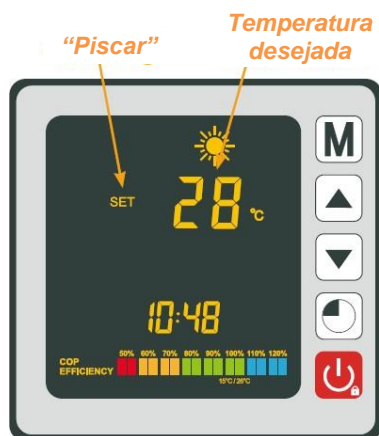 “Piscar”
Temperatura
desejada
M
SET
28 °C
10:48
50% 60% 70% 80% 90% 100% 110% 120%
COP
EFFICIENCY
15°C / 26°C